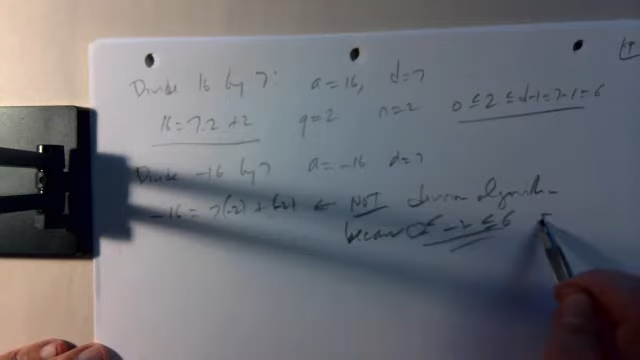 Divide 16 by 7: a=16, d=7
16=7·2+2 q=2 r=2 0≤2≤d-1=7-1=6
Divide -16 by 7 a=-16 d=7
-16=7(-2)+(-2) ← NOT division algorithm
because 0≤-2≤6